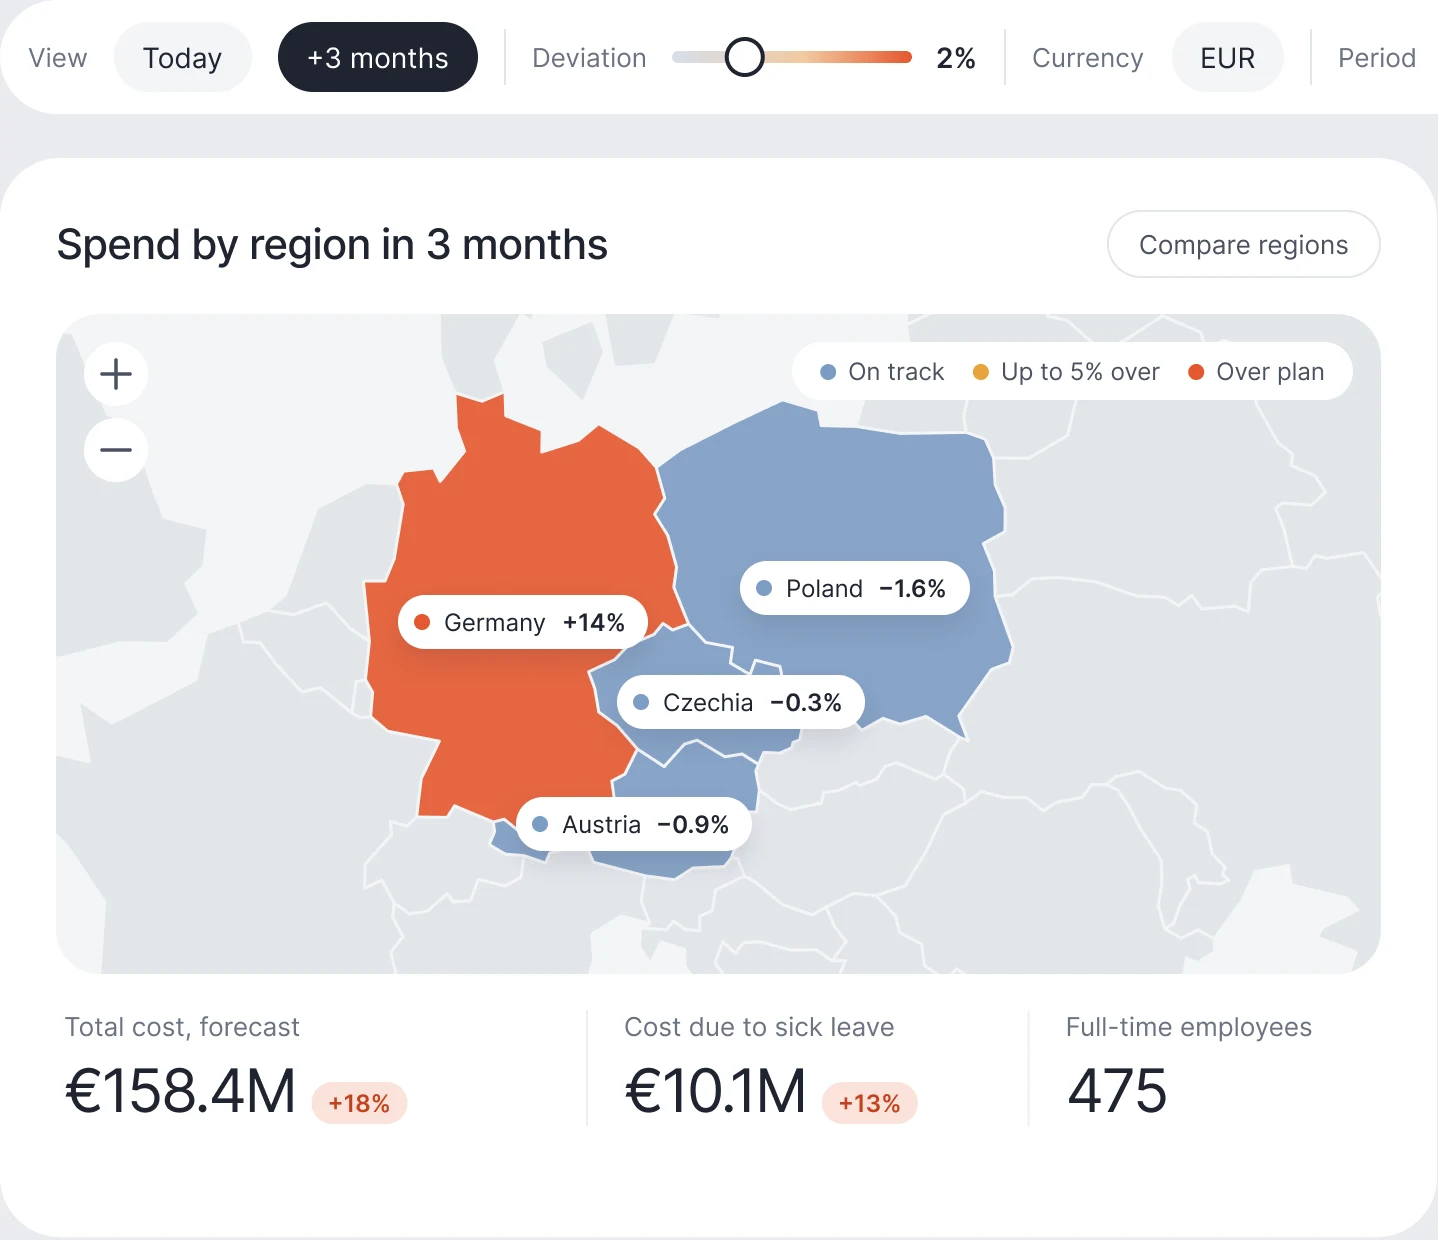 View Today +3 months Deviation 2% Currency EUR Period
Spend by region in 3 months
Compare regions
On track Up to 5% over Over plan
Poland −1.6%
Germany +14%
Czechia −0.3%
Austria −0.9%
Total cost, forecast
€158.4M +18%
Cost due to sick leave
€10.1M +13%
Full-time employees
475